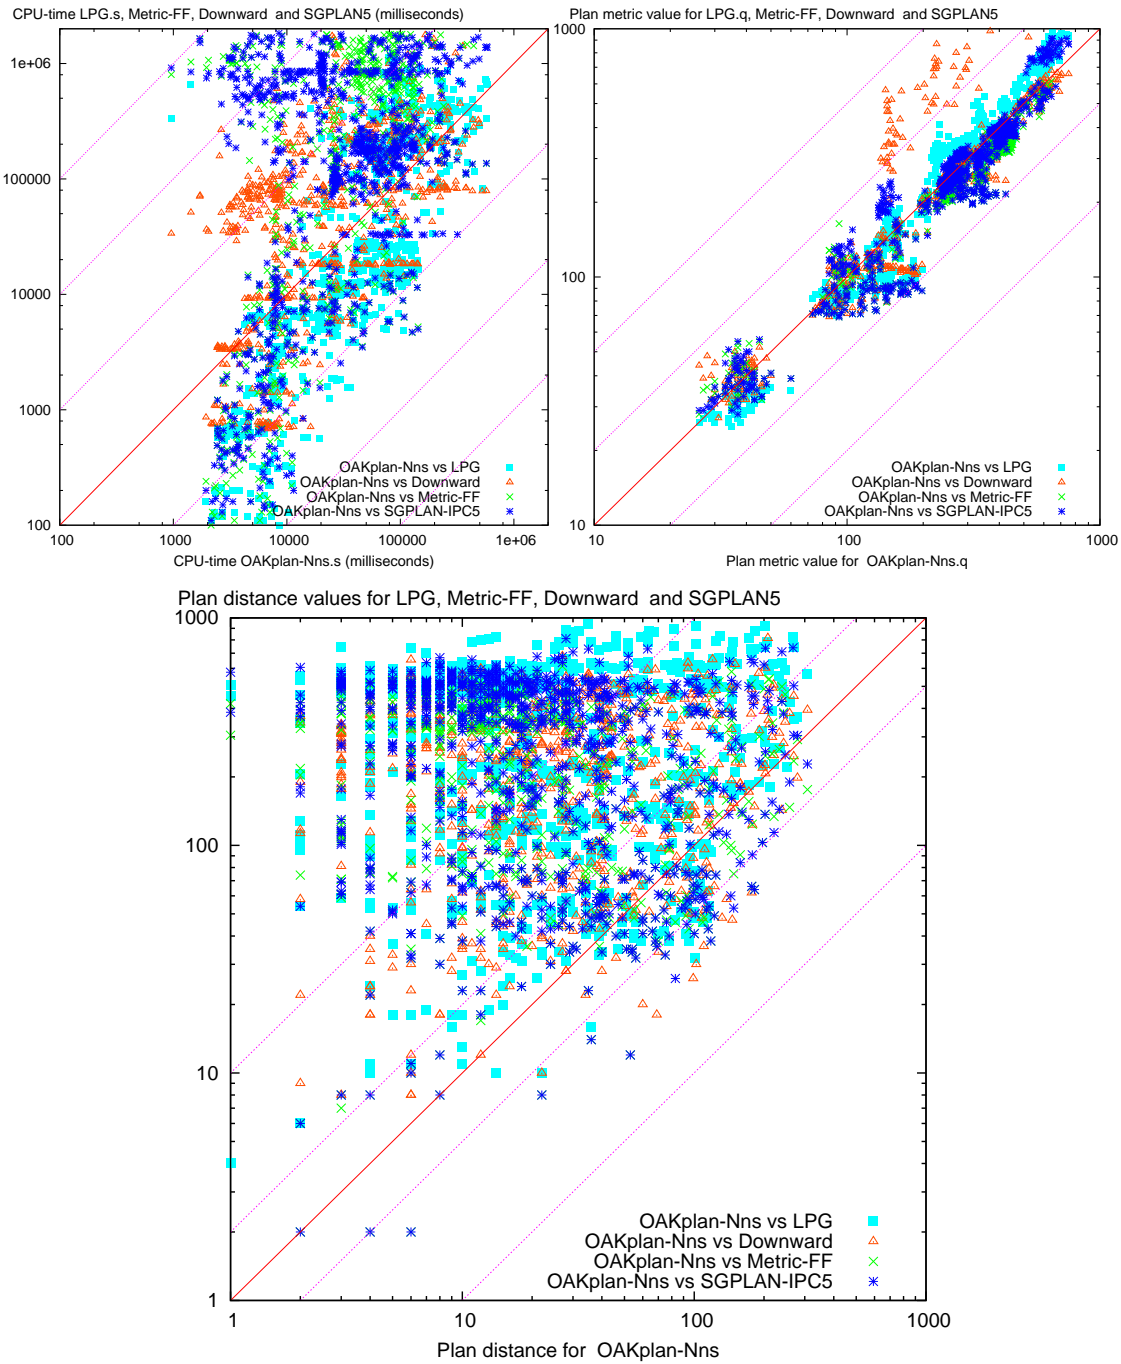 CPU-time LPG.s, Metric-FF, Downward and SGPLAN5 (milliseconds)
1e+06
100000
10000
1000
100
OAKplan-Nns vs LPG
OAKplan-Nns vs Downward
OAKplan-Nns vs Metric-FF
OAKplan-Nns vs SGPLAN-IPC5
100
1000
10000
100000
1e+06
CPU-time OAKplan-Nns.s (milliseconds)
Plan metric value for LPG.q, Metric-FF, Downward and SGPLAN5
1000
100
10
OAKplan-Nns vs LPG
OAKplan-Nns vs Downward
OAKplan-Nns vs Metric-FF
OAKplan-Nns vs SGPLAN-IPC5
10
100
1000
Plan metric value for OAKplan-Nns.q
Plan distance values for LPG, Metric-FF, Downward and SGPLAN5
1000
100
10
1
OAKplan-Nns vs LPG
OAKplan-Nns vs Downward
OAKplan-Nns vs Metric-FF
OAKplan-Nns vs SGPLAN-IPC5
1
10
100
1000
Plan distance for OAKplan-Nns